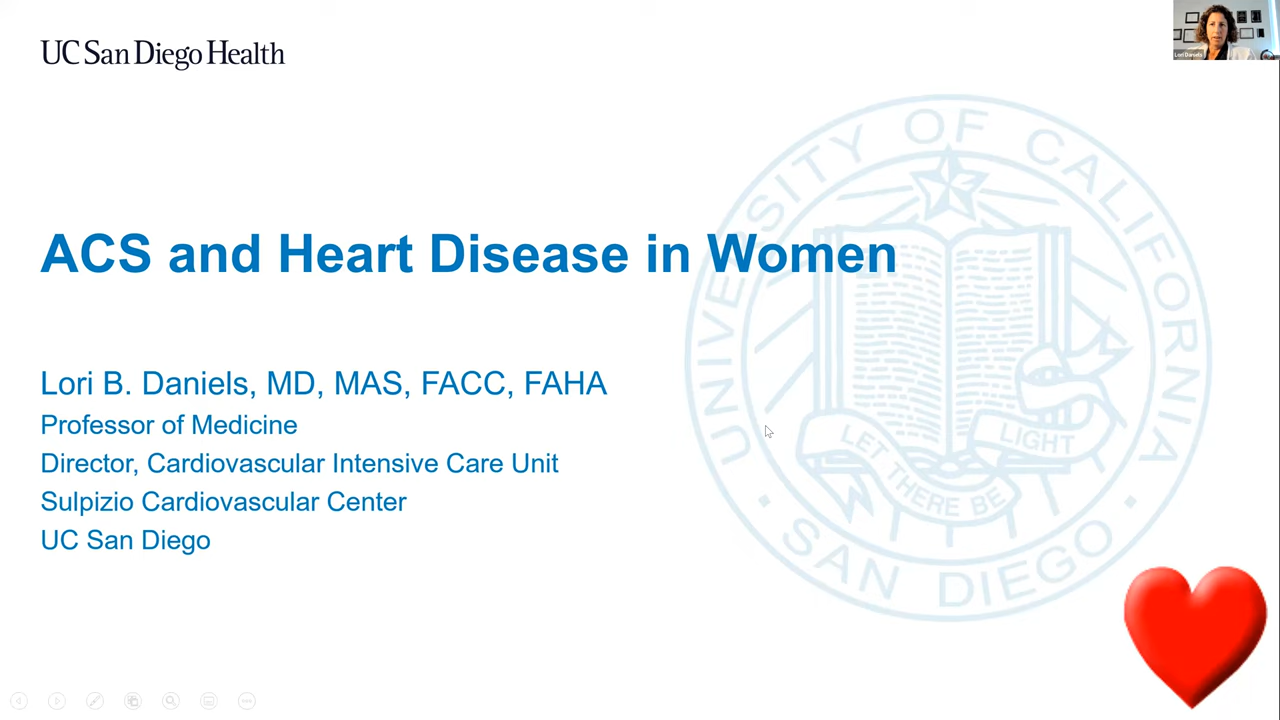 UC San Diego Health
Lori Daniels
ACS and Heart Disease in Women
Lori B. Daniels, MD, MAS, FACC, FAHA
Professor of Medicine
Director, Cardiovascular Intensive Care Unit
Sulpizio Cardiovascular Center
UC San Diego
UNIVERSITY OF CALIFORNIA
LET THERE BE LIGHT
SAN DIEGO